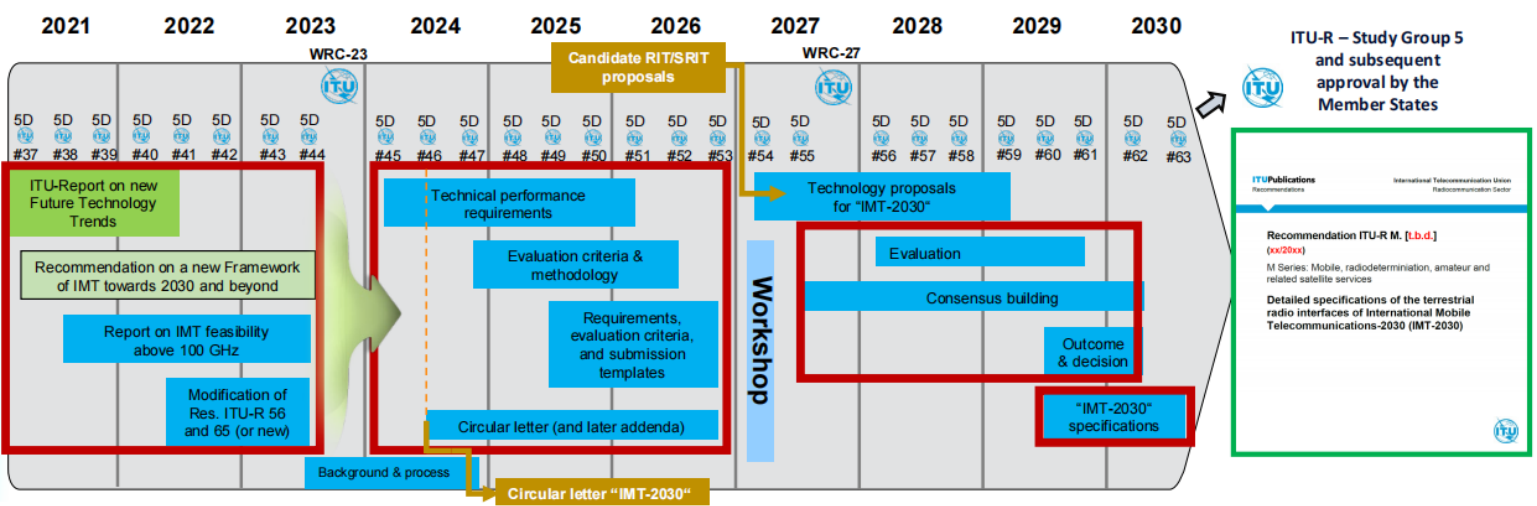 2021 2022 2023 2024 2025 2026 2027 2028 2029 2030
WRC-23
WRC-27
Candidate RIT/SRIT
proposals
ITU-R – Study Group 5
and subsequent
approval by the
Member States
ITU
ITU
ITU
5D 5D 5D 5D 5D 5D 5D 5D 5D 5D 5D 5D 5D 5D 5D 5D 5D 5D 5D 5D 5D 5D 5D 5D 5D 5D 5D
#37 #38 #39 #40 #41 #42 #43 #44 #45 #46 #47 #48 #49 #50 #51 #52 #53 #54 #55 #56 #57 #58 #59 #60 #61 #62 #63
ITU-Report on new
Future Technology
Trends
Recommendation on a new Framework
of IMT towards 2030 and beyond
Report on IMT feasibility
above 100 GHz
Modification of
Res. ITU-R 56
and 65 (or new)
Background & process
Technical performance
requirements
Evaluation criteria &
methodology
Requirements,
evaluation criteria,
and submission
templates
Circular letter (and later addenda)
Circular letter “IMT-2030“
Workshop
Technology proposals
for “IMT-2030“
Evaluation
Consensus building
Outcome
& decision
“IMT-2030“
specifications
ITUPublications
Recommendations
International Telecommunication Union
Radiocommunication Sector
Recommendation ITU-R M. [t.b.d.]
(xx/20xx)
M Series: Mobile, radiodeterminiation, amateur and
related satellite services
Detailed specifications of the terrestrial
radio interfaces of International Mobile
Telecommunications-2030 (IMT-2030)
ITU